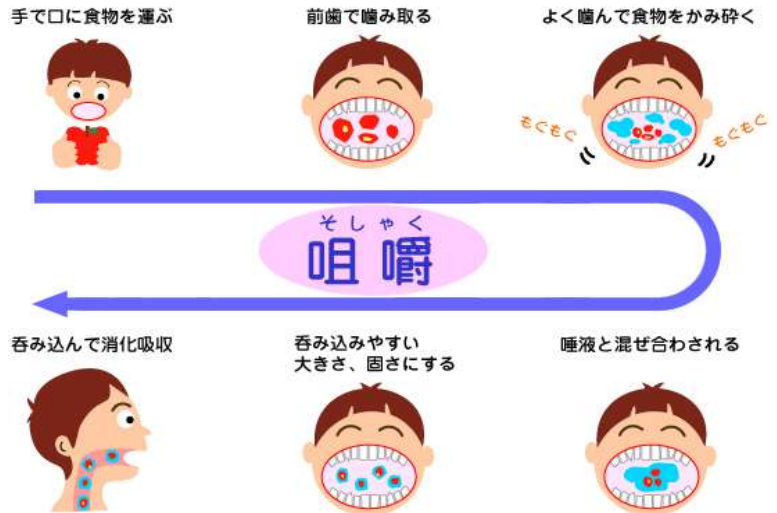 手で口に食物を運ぶ
前歯で噛み取る
よく噛んで食物をかみ砕く
もぐもぐ
もぐもぐ
そしゃく
咀嚼
呑み込んで消化吸収
呑み込みやすい
大きさ、固さにする
唾液と混ぜ合わされる